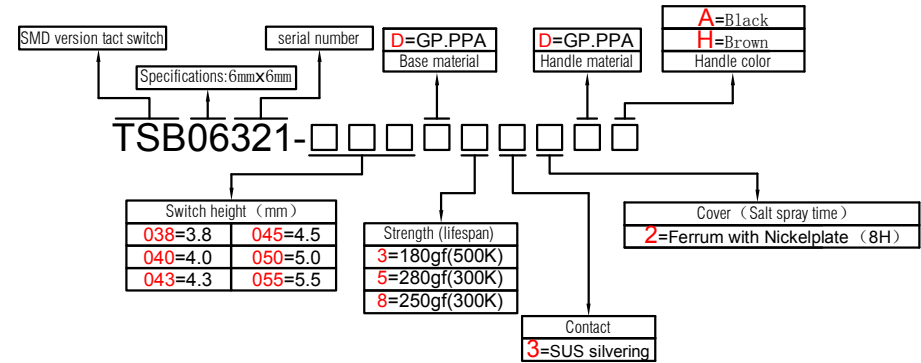 SMD version tact switch
serial number
Specifications:6mmx6mm
D=GP.PPA
Base material
D=GP.PPA
Handle material
A=Black
H=Brown
Handle color
TSB06321-□□□□□□□□□
Switch height（mm）
038=3.8 045=4.5
040=4.0 050=5.0
043=4.3 055=5.5
Strength (lifespan)
3=180gf(500K)
5=280gf(300K)
8=250gf(300K)
Contact
3=SUS silvering
Cover（Salt spray time）
2=Ferrum with Nickelplate（8H）